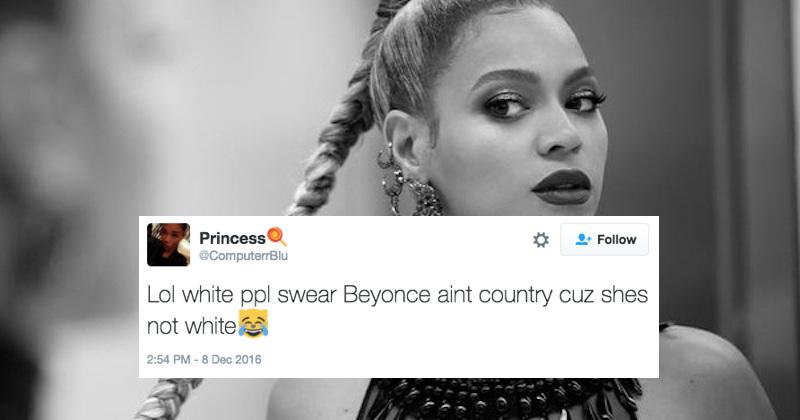 Princess
Follow
@ComputerrBlu
Lol white ppl swear Beyonce aint country cuz shes
not white😹
2:54 PM - 8 Dec 2016